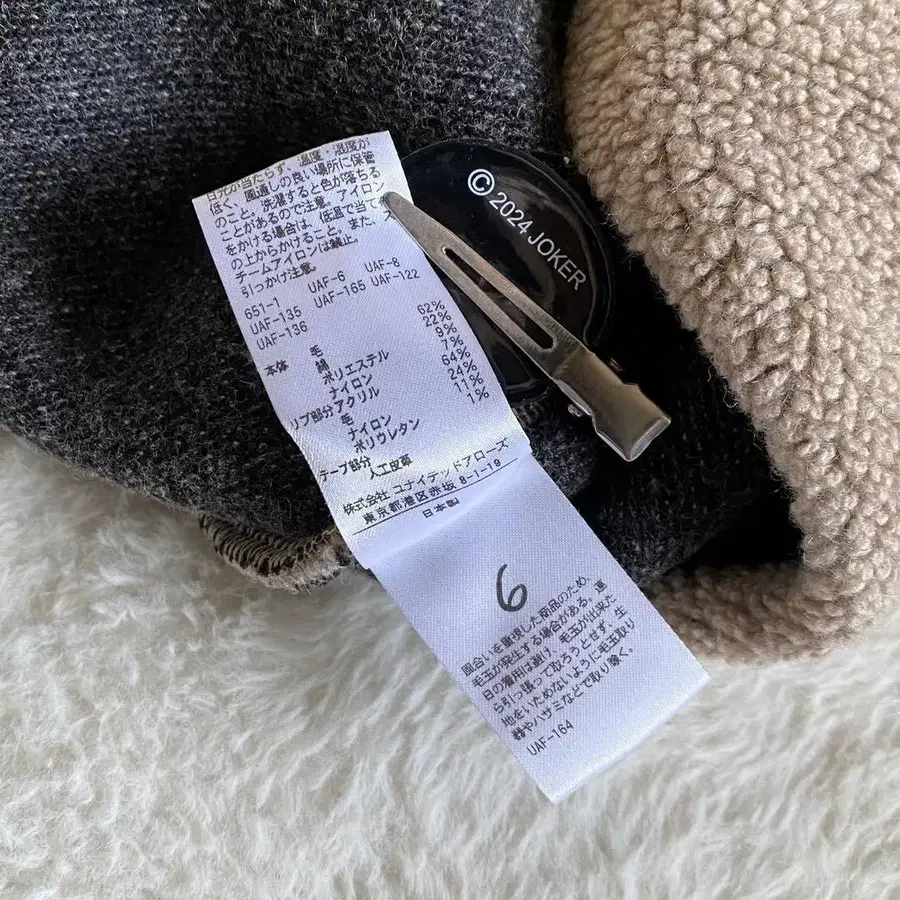 日光が当たらず、温度・湿度が
ほく、風通しの良い場所に保管
のこと。洗濯すると色が落ちる
ことがあるので注意。アイロン
をかける場合は、低温で当て
の上からかけること。また、ス
チームアイロンは禁止。
引っかけ注意。
651-1 UAF-6 UAF-8
UAF-135 UAF-165 UAF-122
UAF-136
本体 毛 62%
綿 22%
ポリエステル 9%
ナイロン 7%
リブ部分 アクリル 64%
毛 24%
ナイロン 11%
ポリウレタン 1%
テープ部分
人工皮革
株式会社 ユナイテッドアローズ
東京都港区赤坂 8-1-19
日本製
6
風合いを重視した商品のため、
毛玉が発生する場合がある。連
日の着用は避け、毛玉が出来た
ら引っ張って取ろうとせず、生
地をいためないように毛玉取り
器やハサミなどで取り除く。
UAF-164
© 2024 JOKER